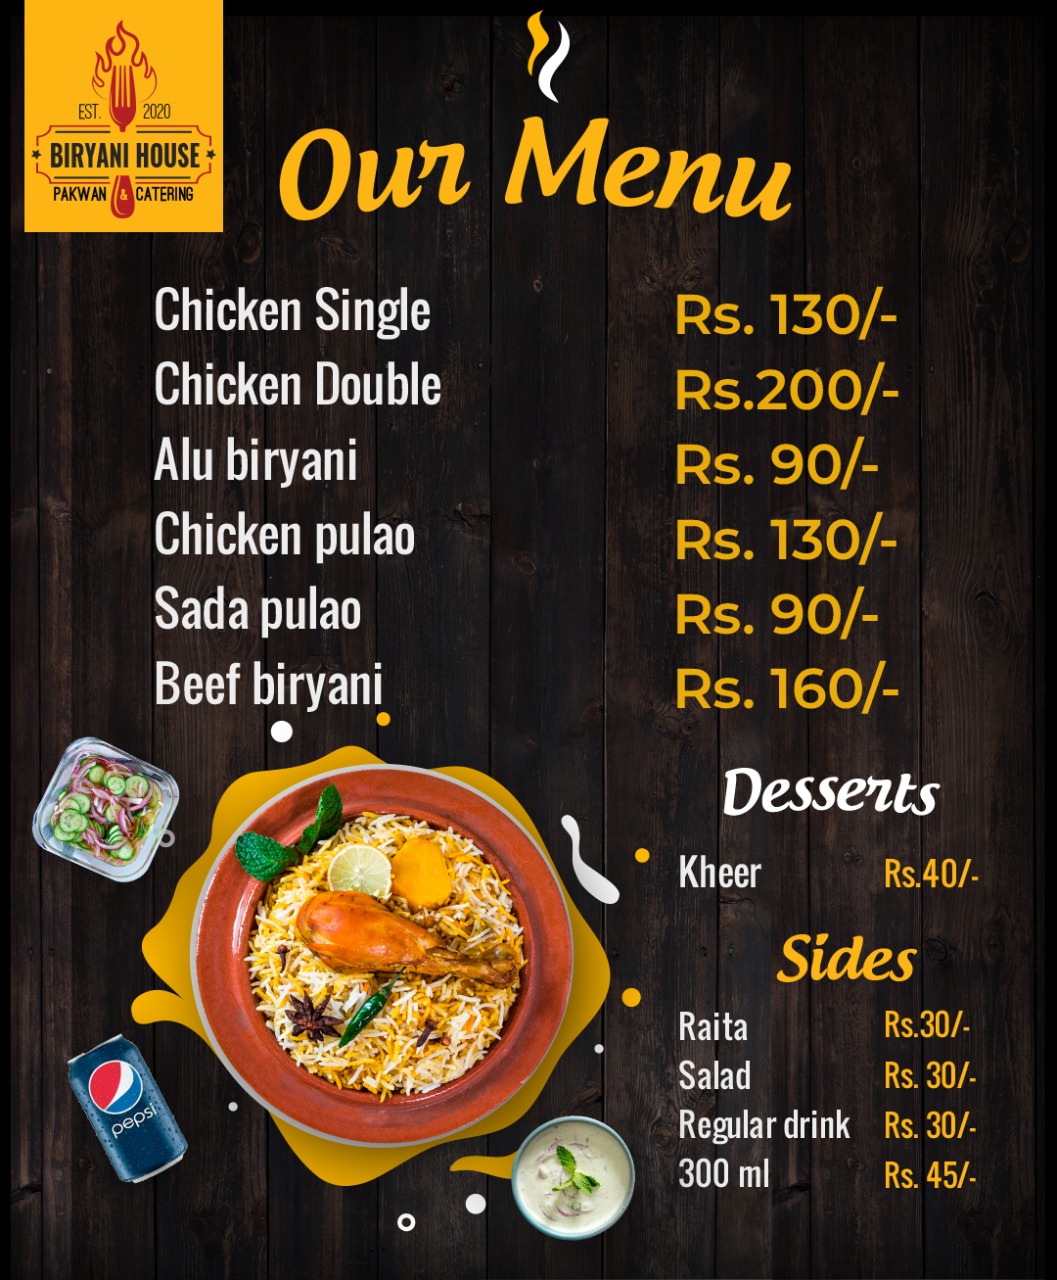 EST. 2020
BIRYANI HOUSE
PAKWAN & CATERING
Our Menu
Chicken Single Rs. 130/-
Chicken Double Rs.200/-
Alu biryani Rs. 90/-
Chicken pulao Rs. 130/-
Sada pulao Rs. 90/-
Beef biryani Rs. 160/-
Desserts
Kheer Rs.40/-
Sides
Raita Rs.30/-
Salad Rs. 30/-
Regular drink Rs. 30/-
300 ml Rs. 45/-
pepsi